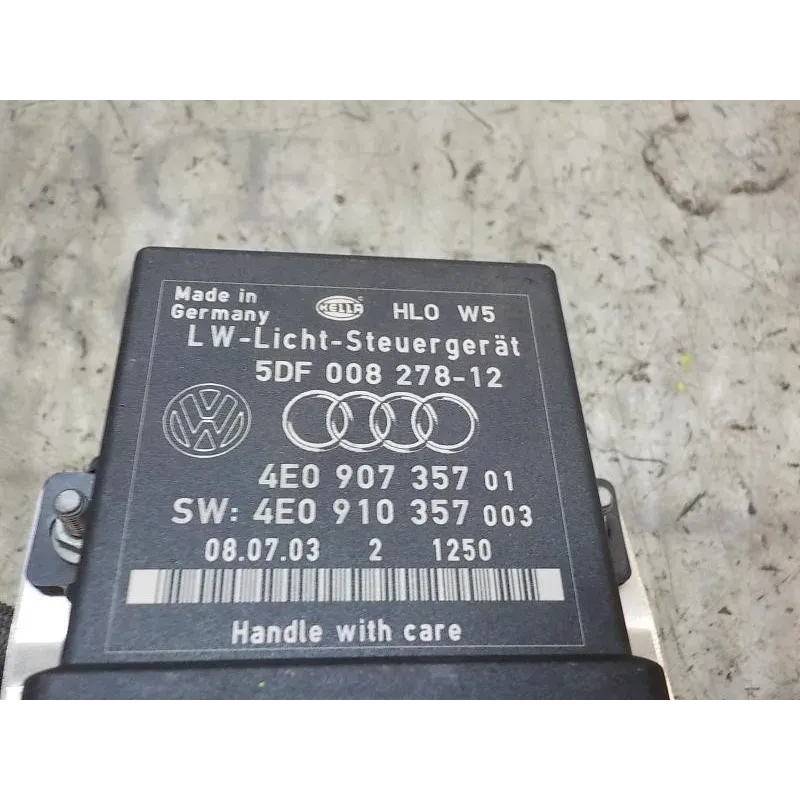 Made in
Germany
HELLA
HLO W5
LW-Licht-Steuergerät
5DF 008 278-12
VW
4E0 907 357 01
SW: 4E0 910 357 003
08.07.03 2 1250
Handle with care